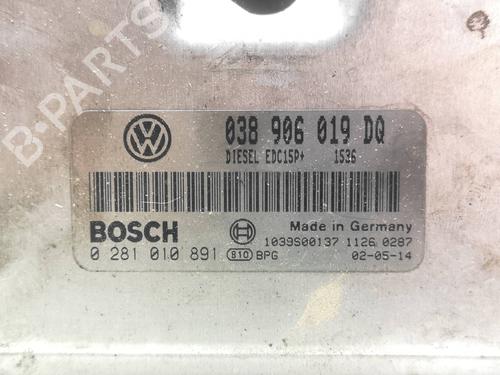 B-PARTS
038 906 019 DQ
DIESEL EDC15P+ 1536
BOSCH
Made in Germany
1039S00137 1126 0287
0 281 010 891
810 BPG
02-05-14